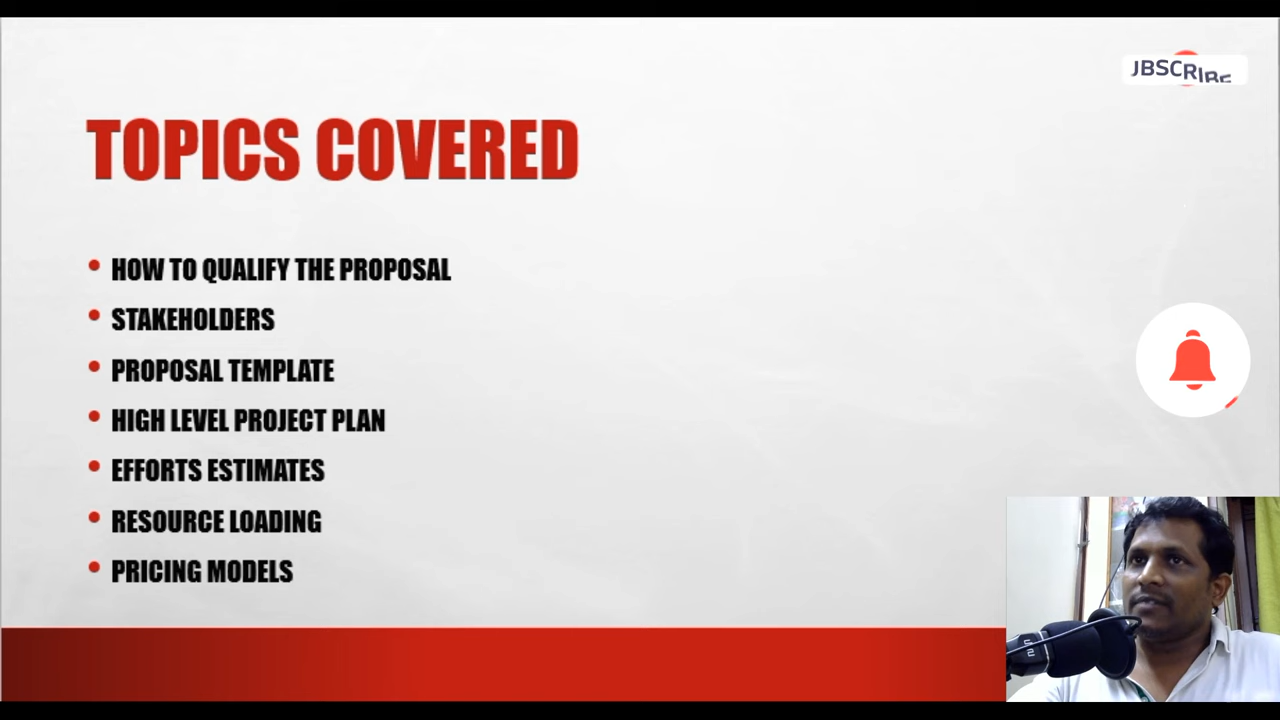 JBSCRIBE
TOPICS COVERED
• HOW TO QUALIFY THE PROPOSAL
• STAKEHOLDERS
• PROPOSAL TEMPLATE
• HIGH LEVEL PROJECT PLAN
• EFFORTS ESTIMATES
• RESOURCE LOADING
• PRICING MODELS